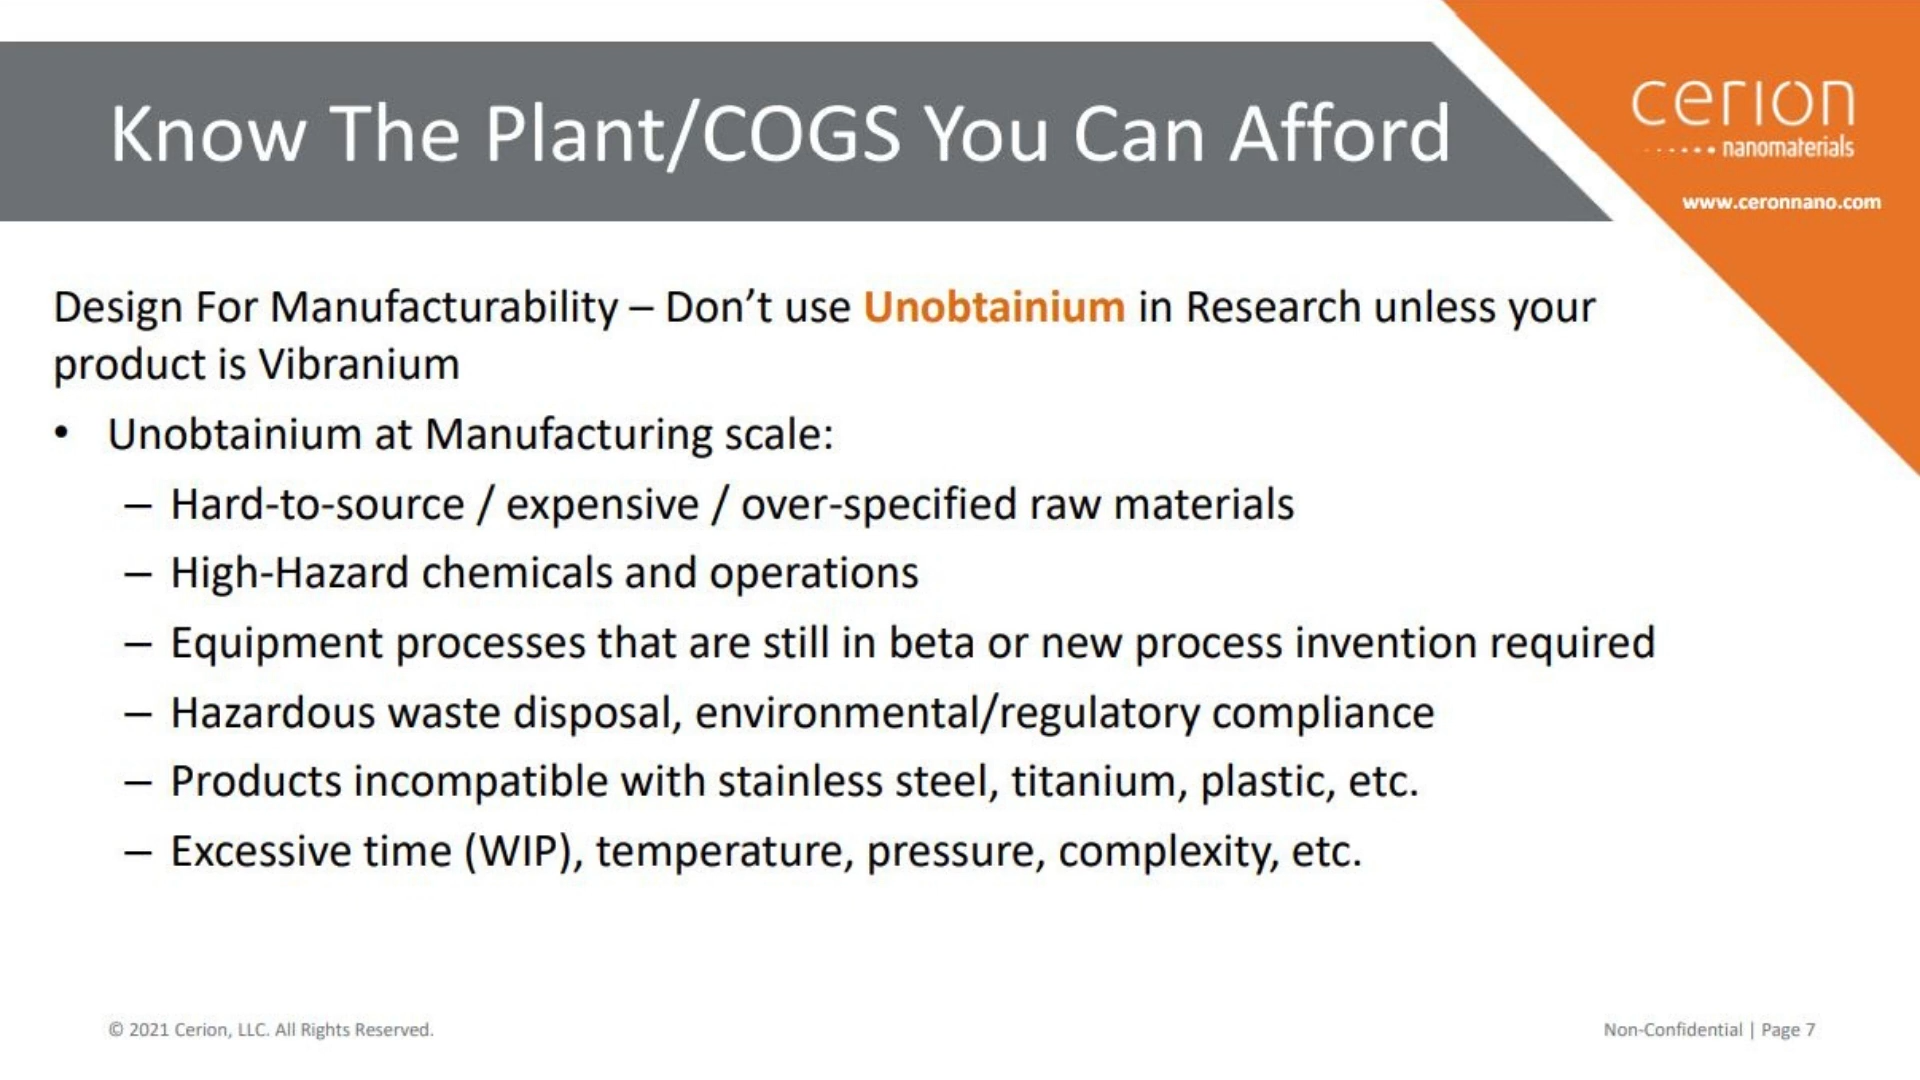 Know The Plant/COGS You Can Afford
cerion
nanomaterials
www.ceronnano.com
Design For Manufacturability – Don’t use Unobtainium in Research unless your
product is Vibranium
• Unobtainium at Manufacturing scale:
– Hard-to-source / expensive / over-specified raw materials
– High-Hazard chemicals and operations
– Equipment processes that are still in beta or new process invention required
– Hazardous waste disposal, environmental/regulatory compliance
– Products incompatible with stainless steel, titanium, plastic, etc.
– Excessive time (WIP), temperature, pressure, complexity, etc.
© 2021 Cerion, LLC. All Rights Reserved.
Non-Confidential | Page 7